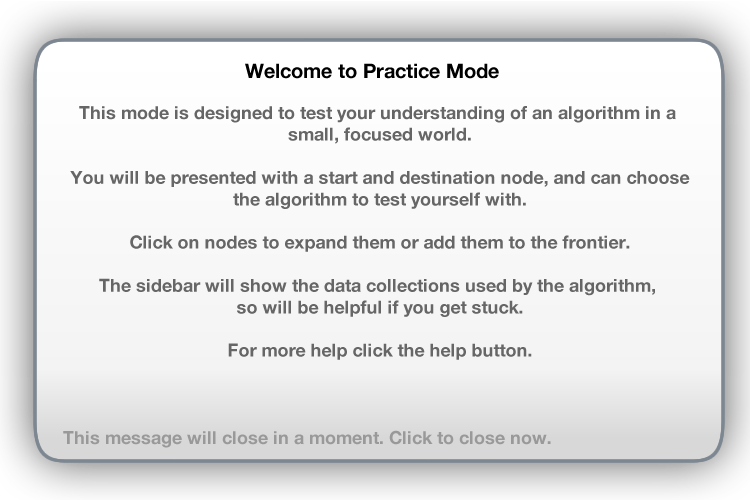 Welcome to Practice Mode
This mode is designed to test your understanding of an algorithm in a
small, focused world.
You will be presented with a start and destination node, and can choose
the algorithm to test yourself with.
Click on nodes to expand them or add them to the frontier.
The sidebar will show the data collections used by the algorithm,
so will be helpful if you get stuck.
For more help click the help button.
This message will close in a moment. Click to close now.